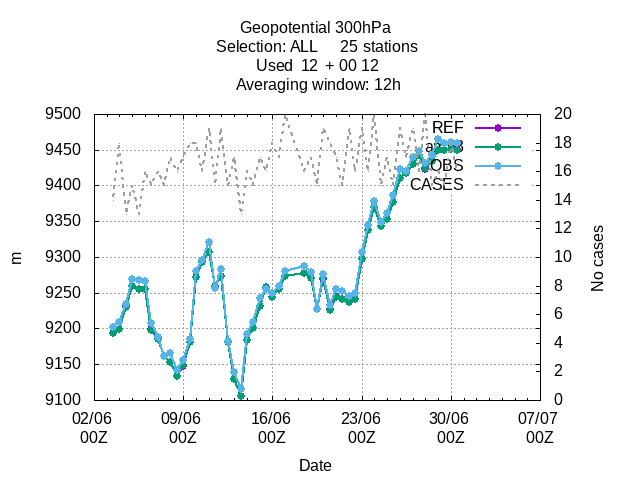 Geopotential 300hPa
Selection: ALL     25 stations
Used  12  + 00 12
Averaging window: 12h
9500
9450
9400
9350
9300
9250
9200
9150
9100
20
18
16
14
12
10
8
6
4
2
0
REF
OBS
CASES
m
No cases
02/06 09/06 16/06 23/06 30/06 07/07
00Z 00Z 00Z 00Z 00Z 00Z
Date